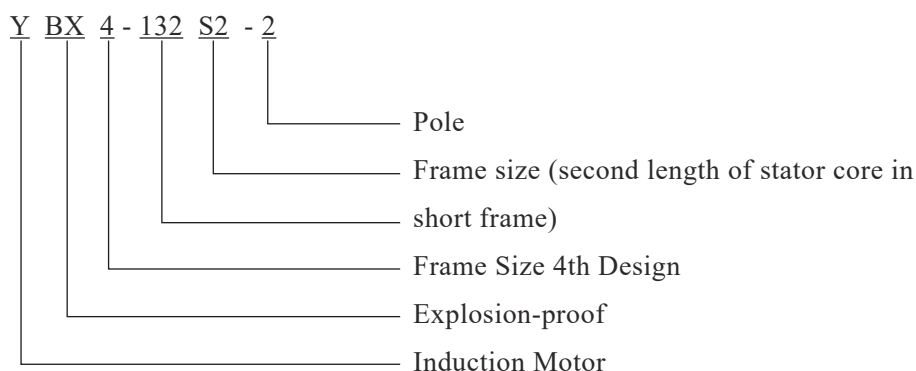 Y BX 4 - 132 S2 - 2
Pole
Frame size (second length of stator core in
short frame)
Frame Size 4th Design
Explosion-proof
Induction Motor